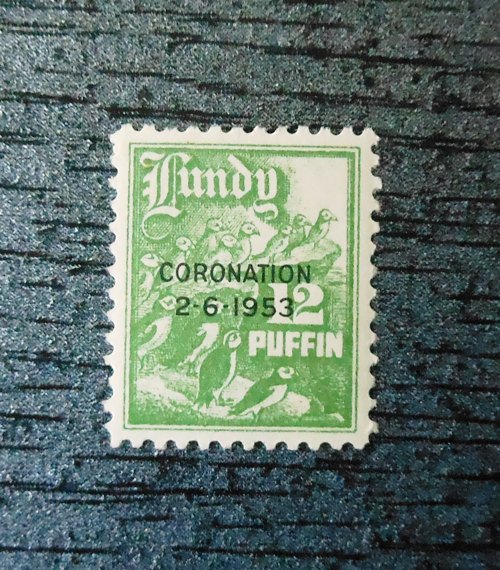 Lundy
CORONATION
2·6·1953
12
PUFFIN